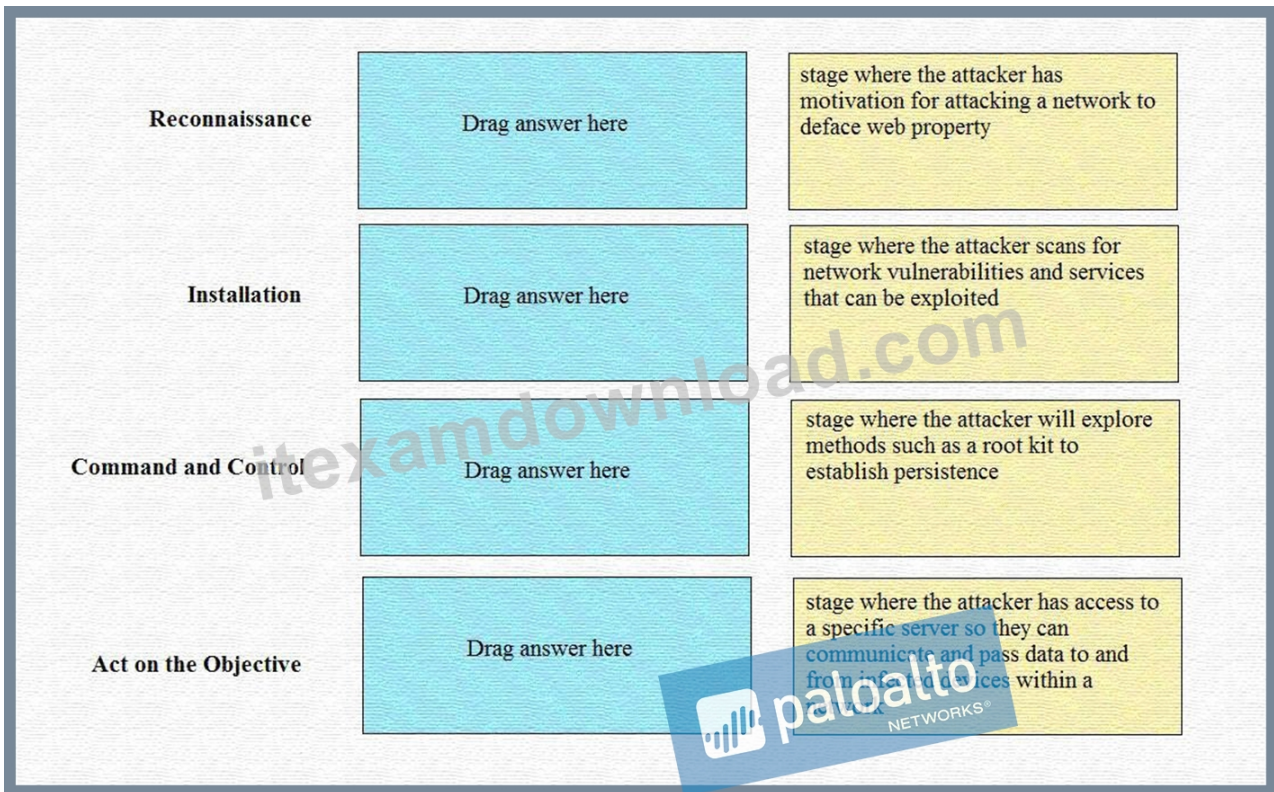 Reconnaissance
Drag answer here
stage where the attacker has
motivation for attacking a network to
deface web property
Installation
Drag answer here
stage where the attacker scans for
network vulnerabilities and services
that can be exploited
Command and Control
Drag answer here
stage where the attacker will explore
methods such as a root kit to
establish persistence
Act on the Objective
Drag answer here
stage where the attacker has access to
a specific server so they can
communicate and pass data to and
from infected devices within a
network
itexamdownload.com
paloalto
NETWORKS®